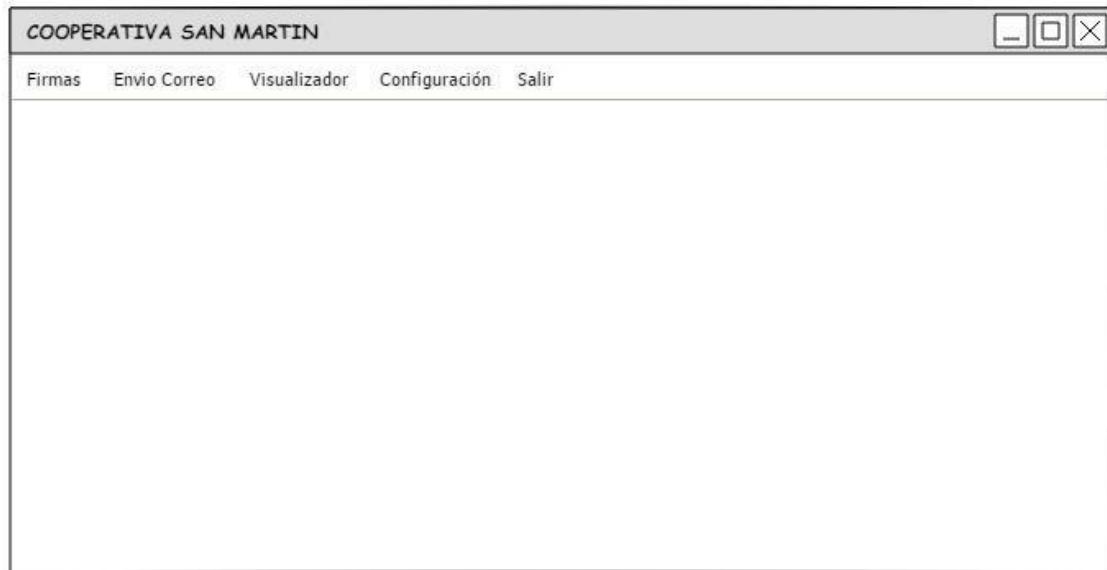 COOPERATIVA SAN MARTIN
Firmas Envio Correo Visualizador Configuración Salir